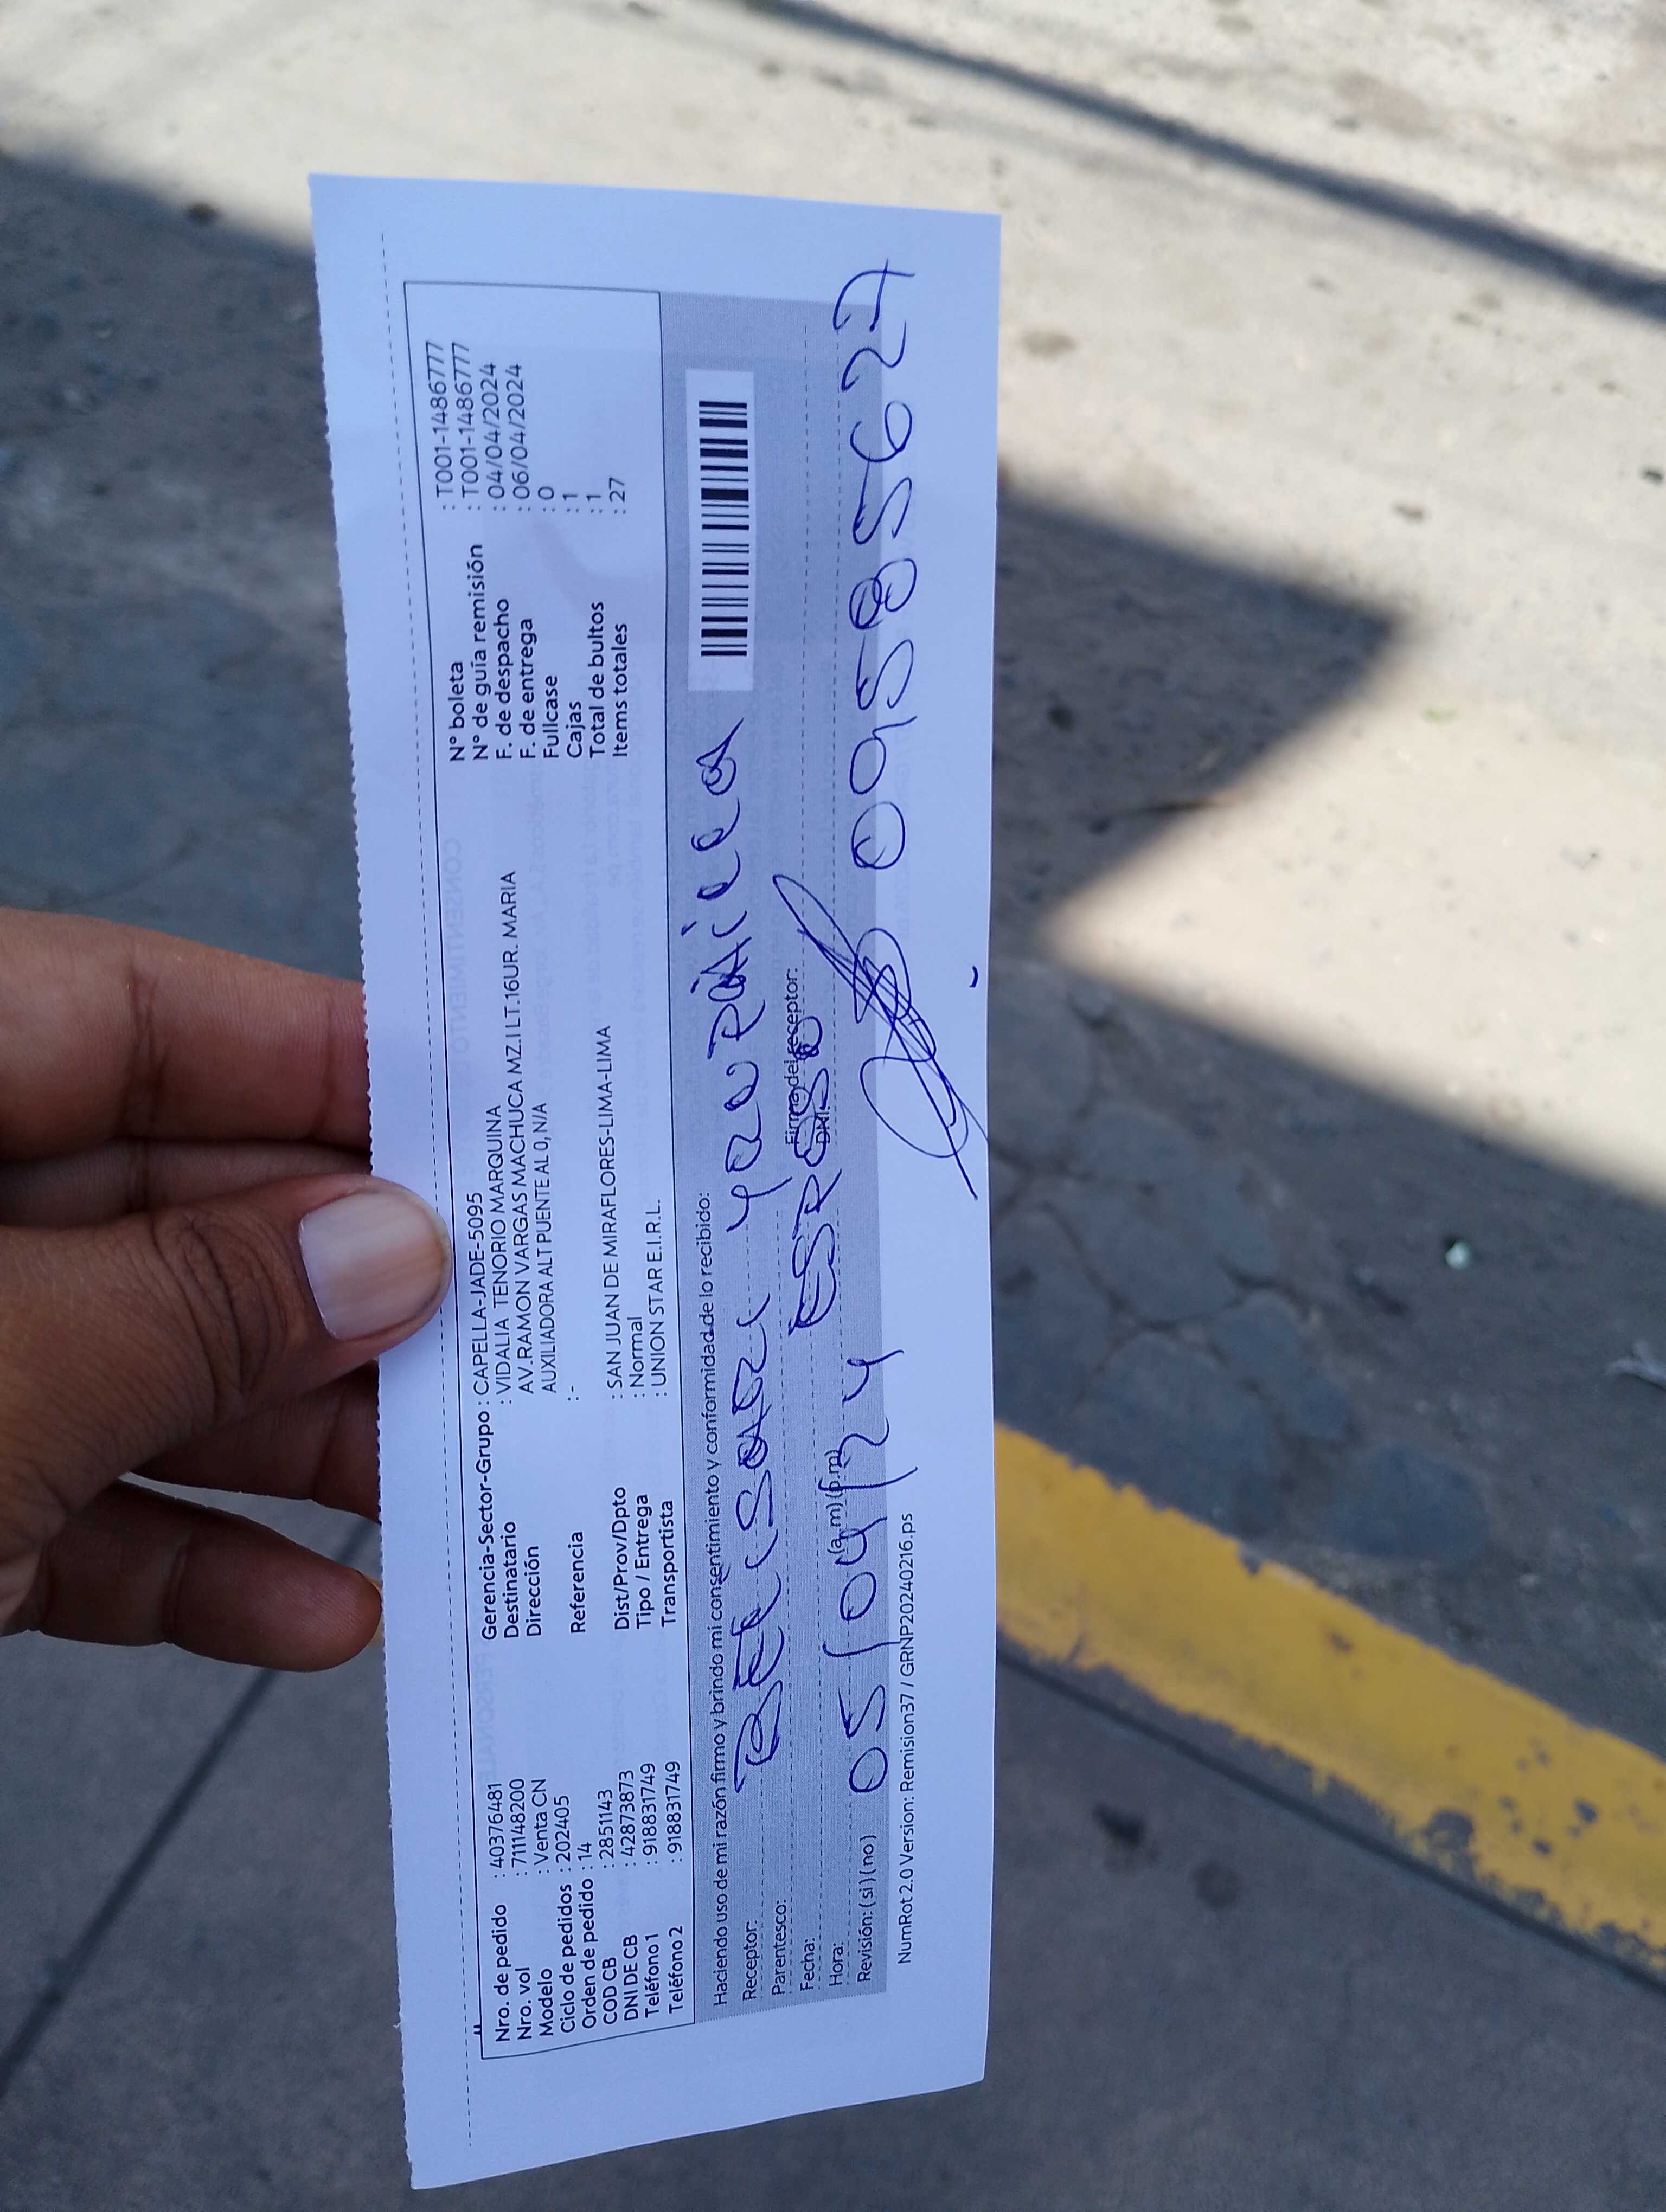 Nro. de pedido : 40376481
Nro. vol : 711148200
Modelo : Venta CN
Ciclo de pedidos : 202405
Orden de pedido : 14
COD CB : 2851143
DNI DE CB : 42873873
Teléfono 1 : 918831749
Teléfono 2 : 918831749
Gerencia-Sector-Grupo : CAPELLA-JADE-5095
Destinatario : VIDALIA TENORIO MARQUINA
Dirección AV.RAMON VARGAS MACHUCA MZ.I LT.16UR. MARIA
AUXILIADORA ALT PUENTE AL 0, N/A
Referencia : -
Dist/Prov/Dpto : SAN JUAN DE MIRAFLORES-LIMA-LIMA
Tipo / Entrega : Normal
Transportista : UNION STAR E.I.R.L.
N° boleta : T001-1486777
N° de guía remisión : T001-1486777
F. de despacho : 04/04/2024
F. de entrega : 06/04/2024
Fullcase : 0
Cajas : 1
Total de bultos : 1
Items totales : 27
Haciendo uso de mi razón firmo y brindo mi consentimiento y conformidad de lo recibido:
Receptor:
Parentesco:
Firma del receptor:
Fecha:
DNI:
ESPOSO
Hora: (a.m) (p.m)
05/04/24 09585627
Revisión: (si) (no)
NumRot 2.0 Version: Remision37 / GRNP20240216.ps